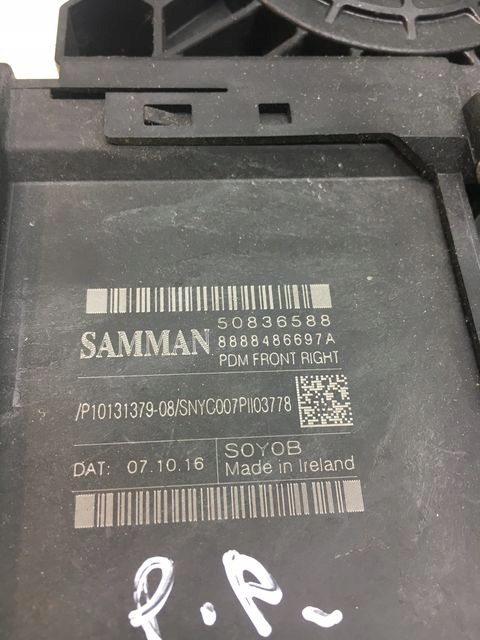 50836588
SAMMAN 8888486697A
PDM FRONT RIGHT
/P10131379-08/SNYC007PII03778
DAT: 07.10.16
SOYOB
Made in Ireland
P.P.-